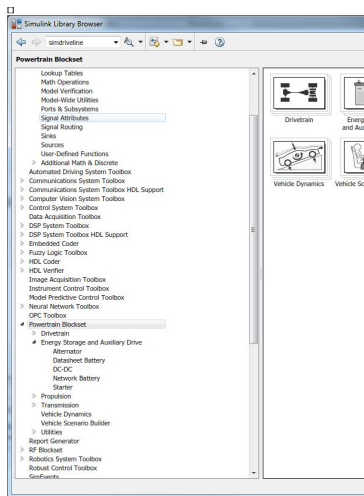 Simulink Library Browser
simdriveline
Powertrain Blockset
Lookup Tables
Math Operations
Model Verification
Model-Wide Utilities
Ports & Subsystems
Signal Attributes
Signal Routing
Sinks
Sources
User-Defined Functions
Additional Math & Discrete
Automated Driving System Toolbox
Communications System Toolbox
Communications System Toolbox HDL Support
Computer Vision System Toolbox
Control System Toolbox
Data Acquisition Toolbox
DSP System Toolbox
DSP System Toolbox HDL Support
Embedded Coder
Fuzzy Logic Toolbox
HDL Coder
HDL Verifier
Image Acquisition Toolbox
Instrument Control Toolbox
Model Predictive Control Toolbox
Neural Network Toolbox
OPC Toolbox
Powertrain Blockset
Drivetrain
Energy Storage and Auxiliary Drive
Alternator
Datasheet Battery
DC-DC
Network Battery
Starter
Propulsion
Transmission
Vehicle Dynamics
Vehicle Scenario Builder
Utilities
Report Generator
RF Blockset
Robotics System Toolbox
Robust Control Toolbox
SimEvents
Drivetrain
Energ
and Aux
Vehicle Dynamics
Vehicle Sc